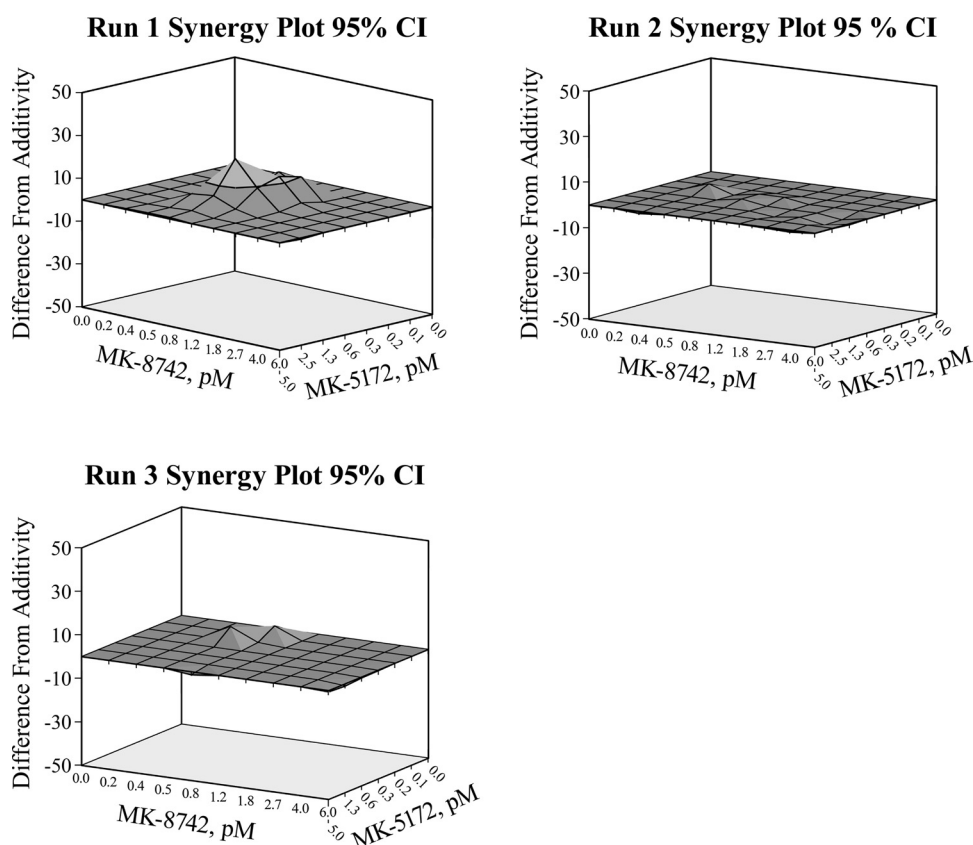 Run 1 Synergy Plot 95% CI
Difference From Additivity
50
30
10
-10
-30
-50
0.0 0.2 0.4 0.5 0.8 1.2 1.8 2.7 4.0 6.0
MK-8742, pM
5.0 2.5 1.3 0.6 0.3 0.2 0.1 0.0
MK-5172, pM
Run 2 Synergy Plot 95 % CI
Difference From Additivity
50
30
10
-10
-30
-50
0.0 0.2 0.4 0.5 0.8 1.2 1.8 2.7 4.0 6.0
MK-8742, pM
5.0 2.5 1.3 0.6 0.3 0.2 0.1 0.0
MK-5172, pM
Run 3 Synergy Plot 95% CI
Difference From Additivity
50
30
10
-10
-30
-50
0.0 0.2 0.4 0.5 0.8 1.2 1.8 2.7 4.0 6.0
MK-8742, pM
5.0 1.3 0.6 0.3 0.2 0.1 0.0
MK-5172, pM